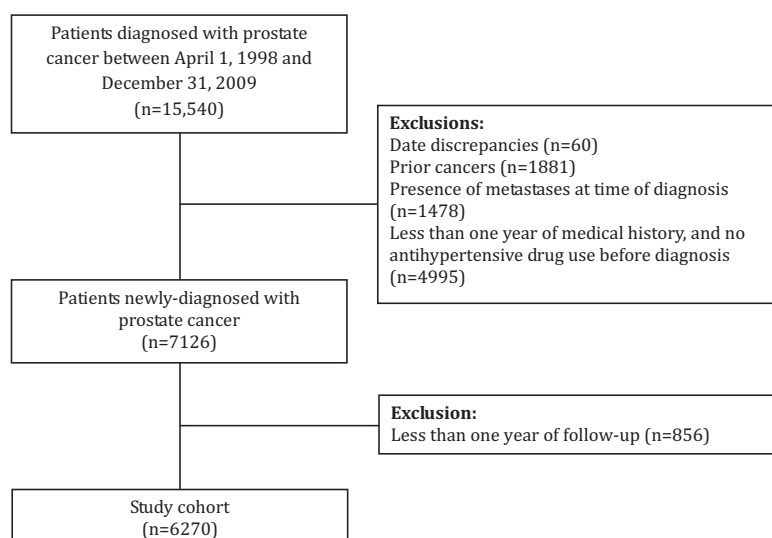 Patients diagnosed with prostate
cancer between April 1, 1998 and
December 31, 2009
(n=15,540)
Exclusions:
Date discrepancies (n=60)
Prior cancers (n=1881)
Presence of metastases at time of diagnosis
(n=1478)
Less than one year of medical history, and no
antihypertensive drug use before diagnosis
(n=4995)
Patients newly-diagnosed with
prostate cancer
(n=7126)
Exclusion:
Less than one year of follow-up (n=856)
Study cohort
(n=6270)